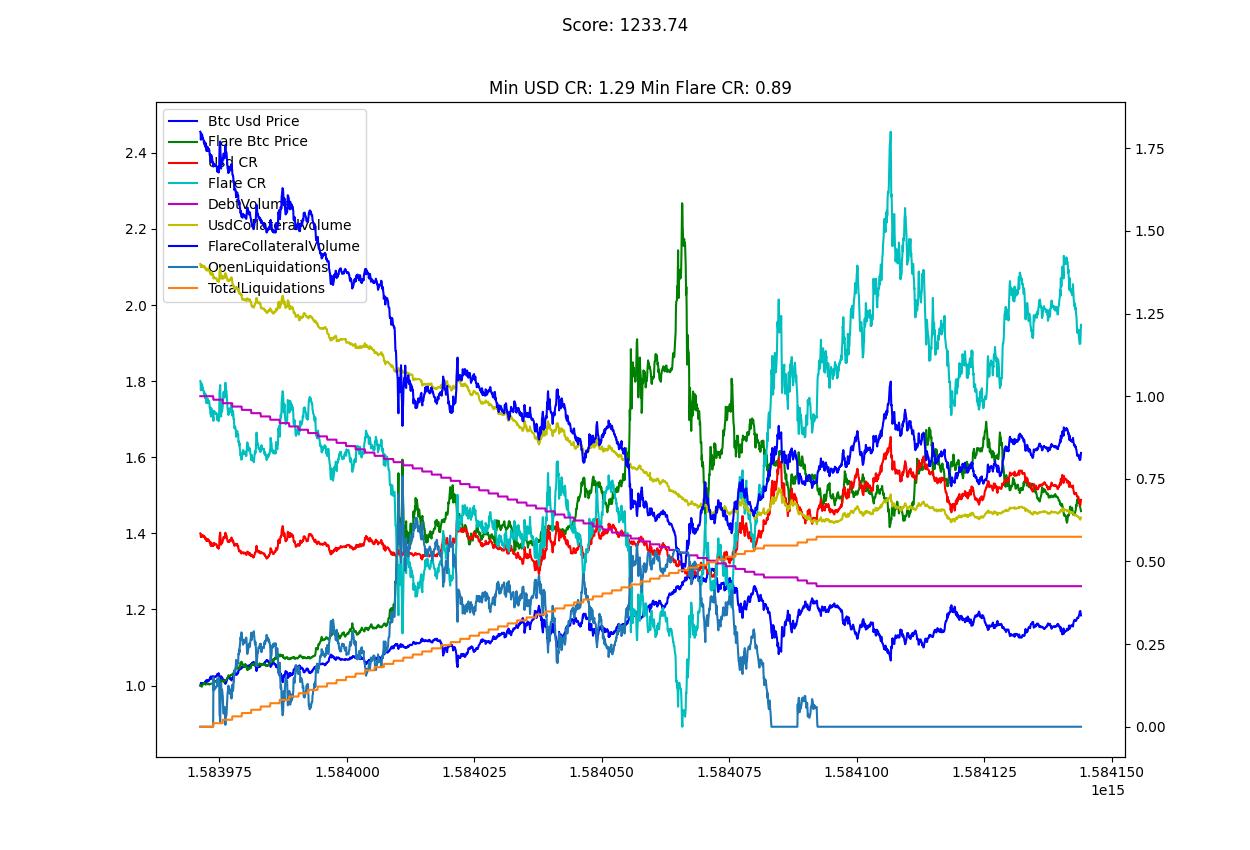 Score: 1233.74
Min USD CR: 1.29 Min Flare CR: 0.89
Btc Usd Price
Flare Btc Price
Usd CR
Flare CR
DebtVolume
UsdCollateralVolume
FlareCollateralVolume
OpenLiquidations
TotalLiquidations
2.4
2.2
2.0
1.8
1.6
1.4
1.2
1.0
1.75
1.50
1.25
1.00
0.75
0.50
0.25
0.00
1.583975 1.584000 1.584025 1.584050 1.584075 1.584100 1.584125 1.584150
1e15